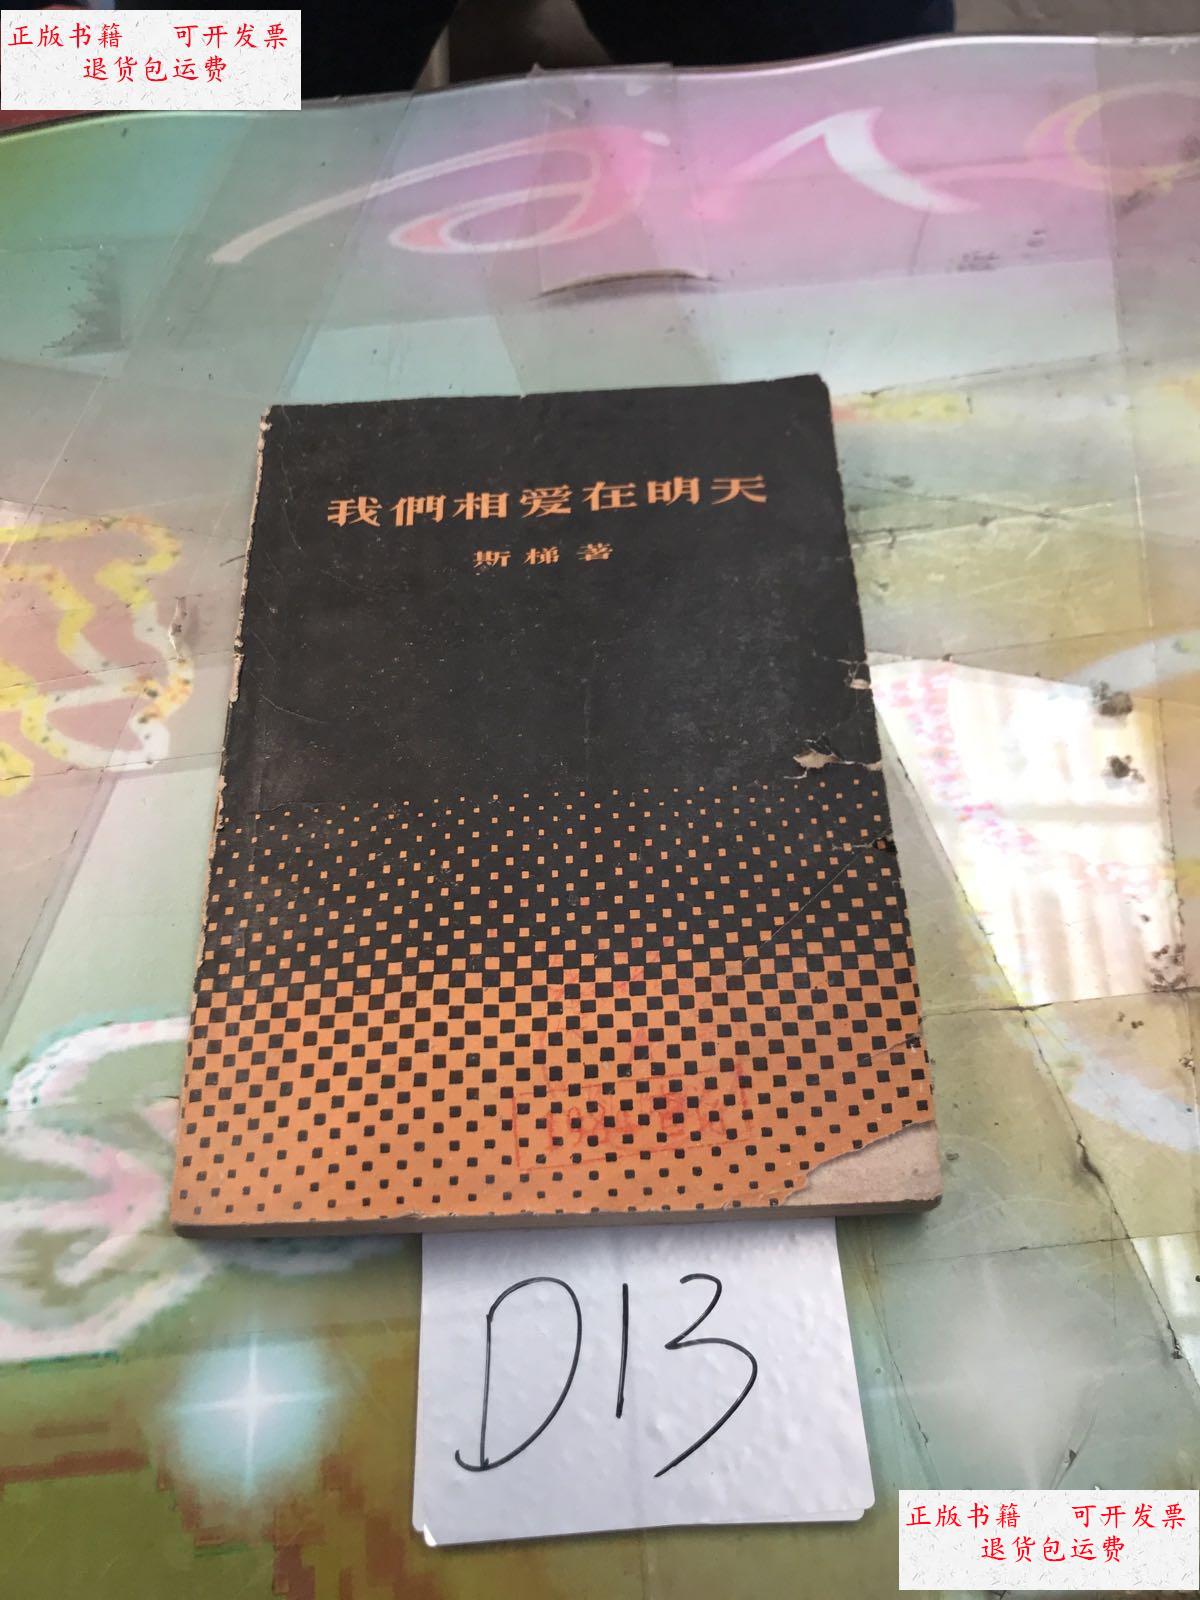 正版书籍 可开发票
退货包运费
我們相爱在明天
斯梯著
D13
正版书籍 可开发票
退货包运费